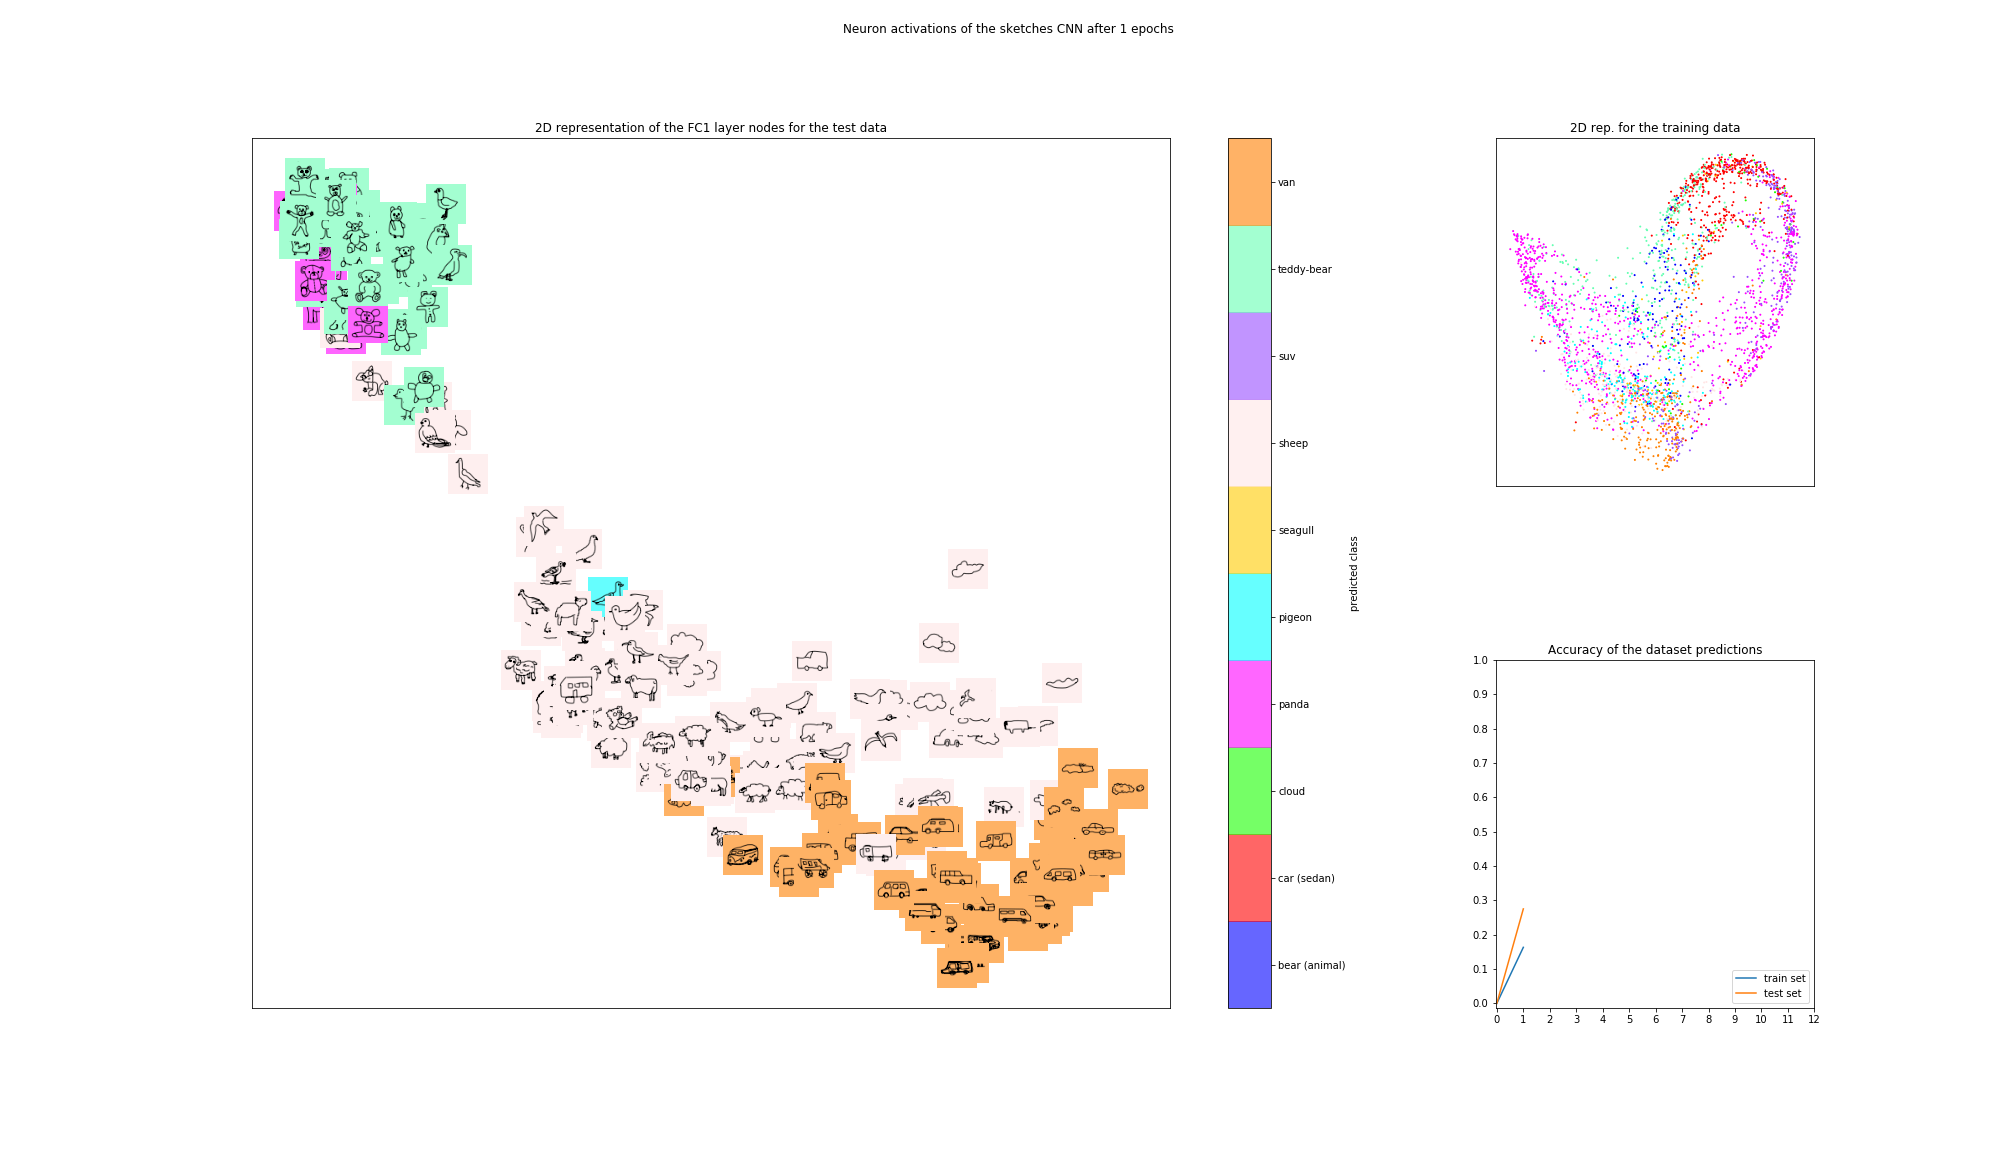 Neuron activations of the sketches CNN after 1 epochs
2D representation of the FC1 layer nodes for the test data
van
teddy-bear
suv
sheep
seagull
pigeon
panda
cloud
car (sedan)
bear (animal)
predicted class
2D rep. for the training data
Accuracy of the dataset predictions
1.0
0.9
0.8
0.7
0.6
0.5
0.4
0.3
0.2
0.1
0.0
train set
test set
0 1 2 3 4 5 6 7 8 9 10 11 12